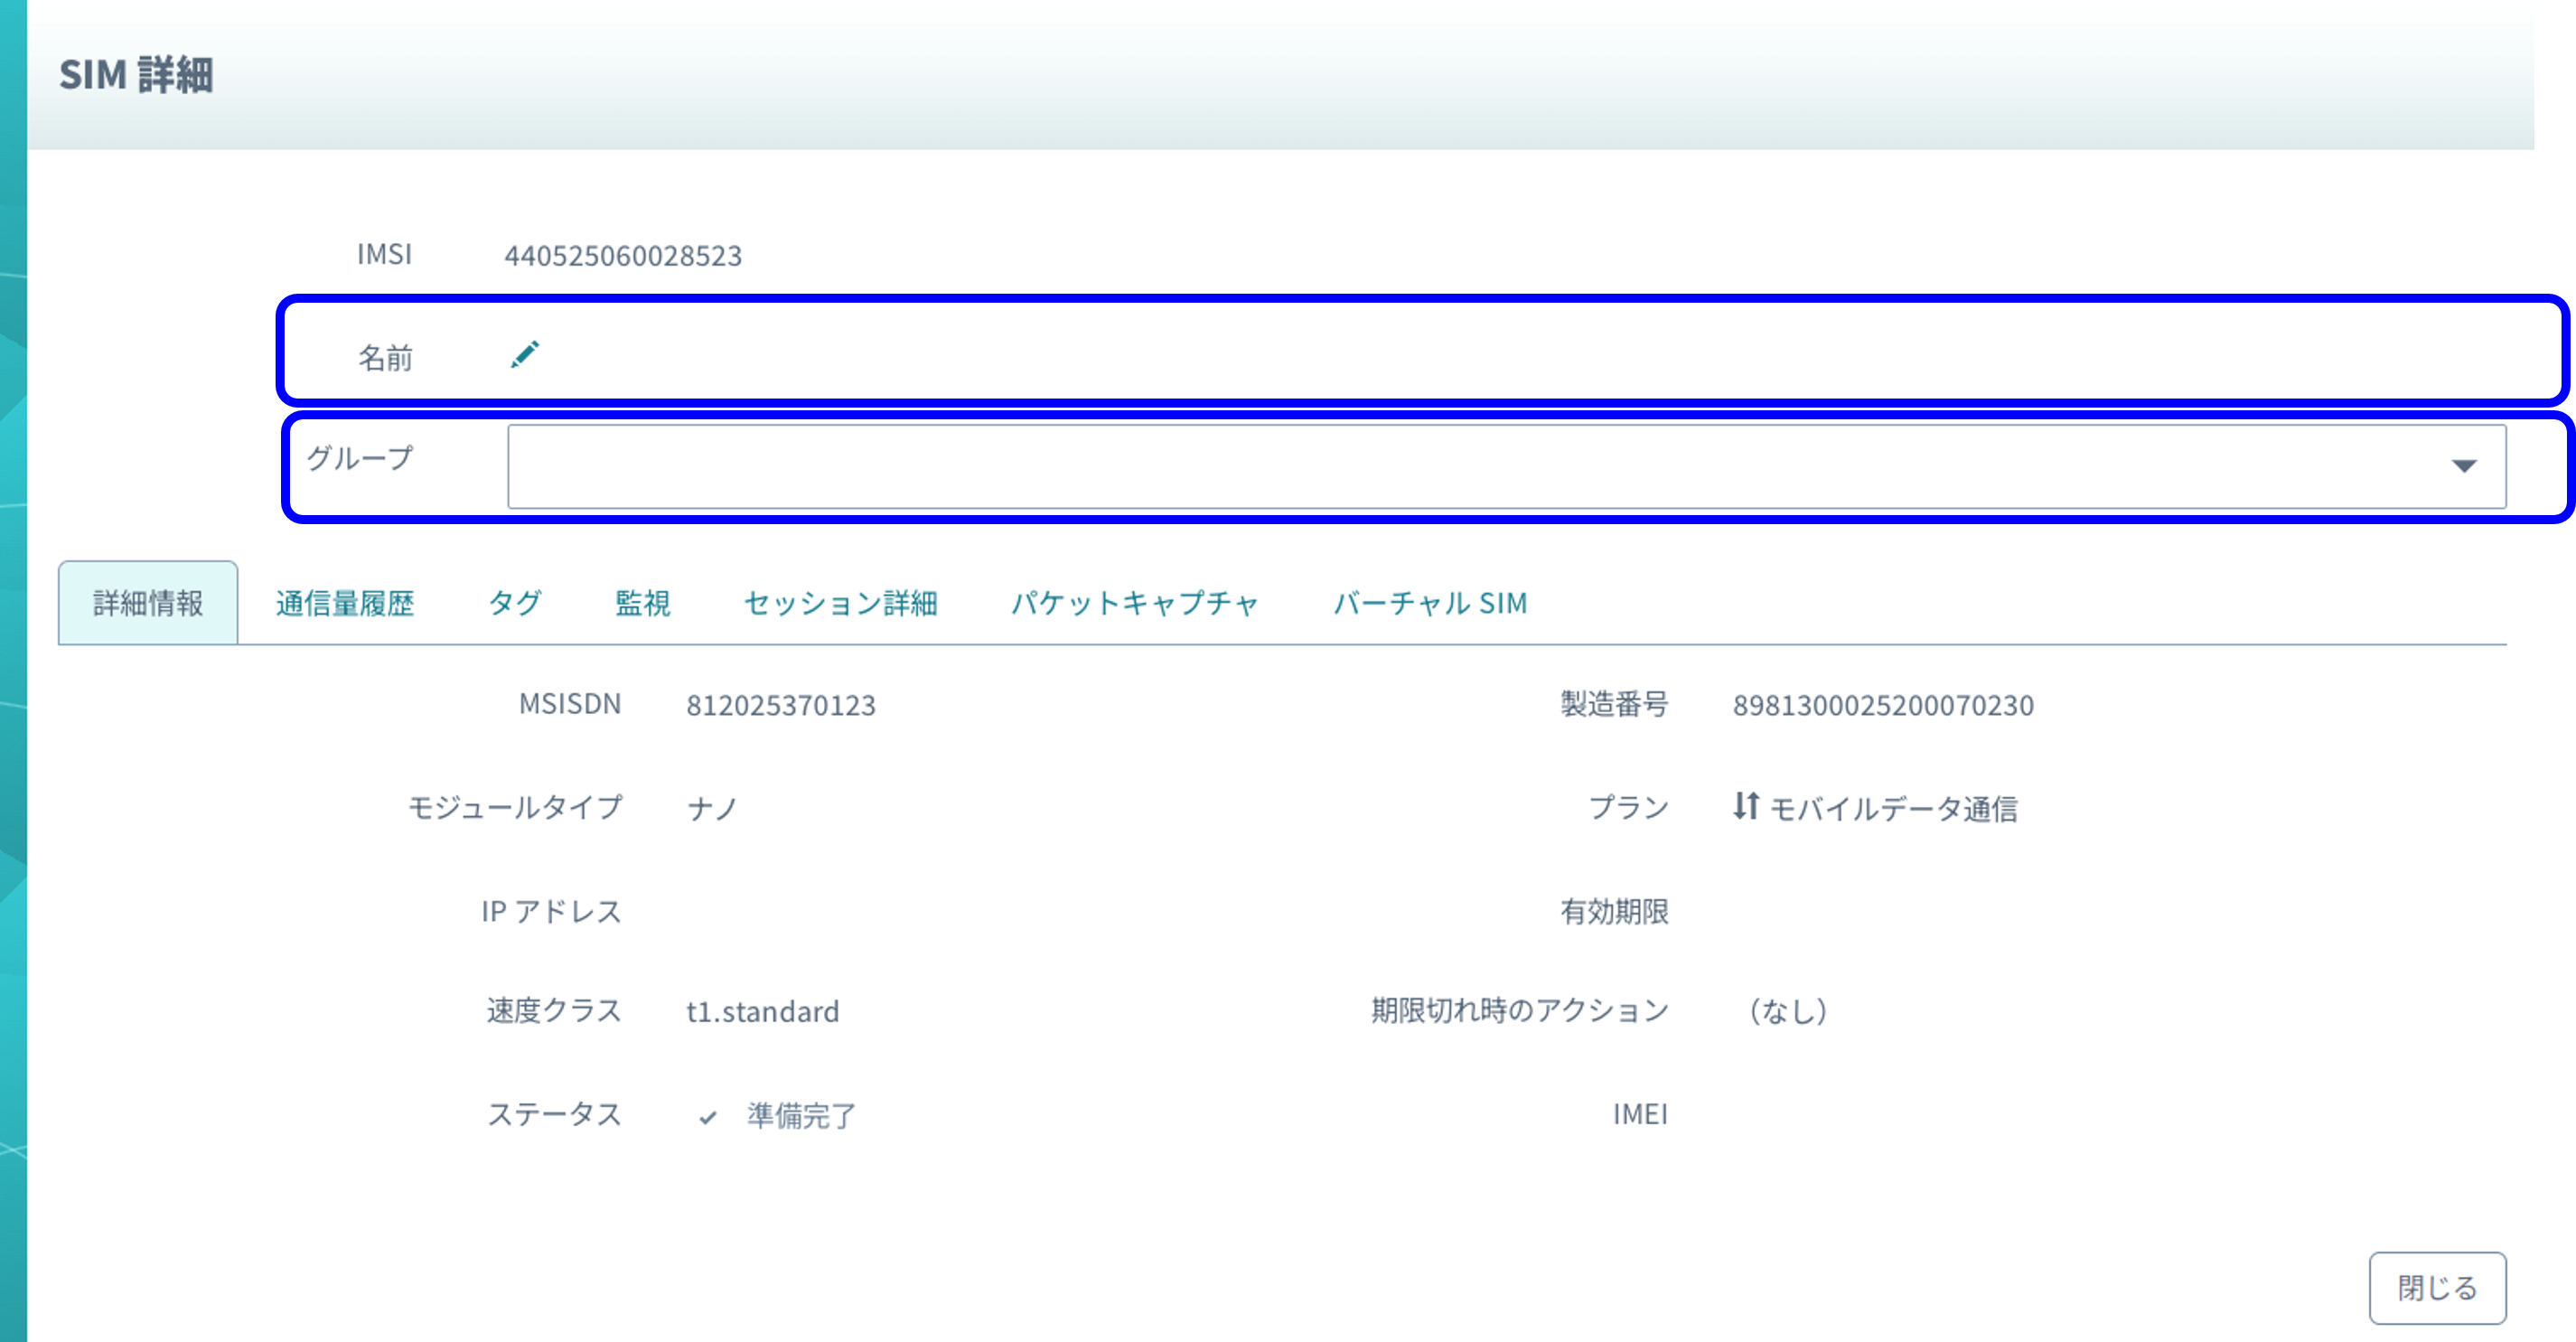 SIM 詳細
IMSI 440525060028523
名前
グループ
詳細情報 通信量履歴 タグ 監視 セッション詳細 パケットキャプチャ バーチャル SIM
MSISDN 812025370123 製造番号 8981300025200070230
モジュールタイプ ナノ プラン モバイルデータ通信
IP アドレス 有効期限
速度クラス t1.standard 期限切れ時のアクション （なし）
ステータス 準備完了 IMEI
閉じる